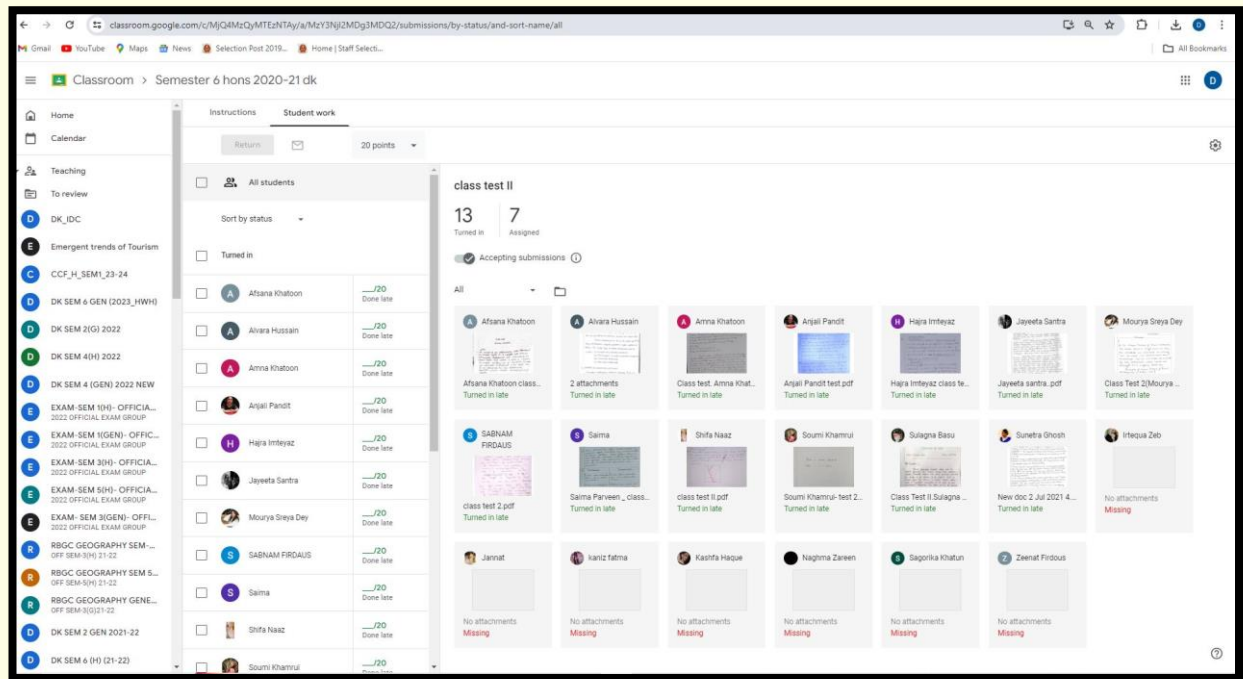 classroom.google.com/c/MjQ4MzQyMTEzNTAy/a/MzY3NjI2MDg3MDQ2/submissions/by-status/and-sort-name/all
Gmail YouTube Maps News Selection Post 2019... Home | Staff Selecti... All Bookmarks
Classroom > Semester 6 hons 2020-21 dk D
Home
Calendar
Teaching
To review
D DK_IDC
E Emergent trends of Tourism
C CCF_H_SEM1_23-24
D DK SEM 6 GEN (2023_HWH)
D DK SEM 2(G) 2022
D DK SEM 4(H) 2022
D DK SEM 4 (GEN) 2022 NEW
E EXAM-SEM 1(H)- OFFICIA...
2022 OFFICIAL EXAM GROUP
E EXAM-SEM 1(GEN)- OFFIC...
2022 OFFICIAL EXAM GROUP
E EXAM-SEM 3(H)- OFFICIA...
2022 OFFICIAL EXAM GROUP
E EXAM-SEM 5(H)- OFFICIA...
2022 OFFICIAL EXAM GROUP
E EXAM- SEM 3(GEN)- OFFI...
2022 OFFICIAL EXAM GROUP
R RBGC GEOGRAPHY SEM-...
OFF SEM-3(H) 21-22
R RBGC GEOGRAPHY SEM 5...
OFF SEM-5(H) 21-22
R RBGC GEOGRAPHY GENE...
OFF SEM-3(G)21-22
D DK SEM 2 GEN 2021-22
D DK SEM 6 (H) (21-22)
Instructions Student work
Return 20 points
All students
Sort by status
Turned in
A Afsana Khatoon __/20
Done late
A Alvara Hussain __/20
Done late
A Amna Khatoon __/20
Done late
Anjali Pandit __/20
Done late
H Hajra Imteyaz __/20
Done late
Jayeeta Santra __/20
Done late
Mourya Sreya Dey __/20
Done late
S SABNAM FIRDAUS __/20
Done late
S Saima __/20
Done late
Shifa Naaz __/20
Done late
Soumi Khamrui __/20
class test II
13 7
Turned in Assigned
Accepting submissions
All
A Afsana Khatoon A Alvara Hussain A Amna Khatoon Anjali Pandit H Hajra Imteyaz Jayeeta Santra Mourya Sreya Dey
Afsana Khatoon class... 2 attachments Class test. Amna Khat... Anjali Pandit test.pdf Hajra Imteyaz class te... Jayeeta santra..pdf Class Test 2(Mourya ...
Turned in late Turned in late Turned in late Turned in late Turned in late Turned in late Turned in late
S SABNAM FIRDAUS S Saima Shifa Naaz Soumi Khamrui Sulagna Basu Sunetra Ghosh Irtequa Zeb
class test 2.pdf Saima Parveen _ class... class test II.pdf Soumi Khamrui- test 2... Class Test II.Sulagna ... New doc 2 Jul 2021 4... No attachments
Turned in late Turned in late Turned in late Turned in late Turned in late Turned in late Missing
Jannat kaniz fatma Kashfa Haque Naghma Zareen S Sagorika Khatun Z Zeenat Firdous
No attachments No attachments No attachments No attachments No attachments No attachments
Missing Missing Missing Missing Missing Missing